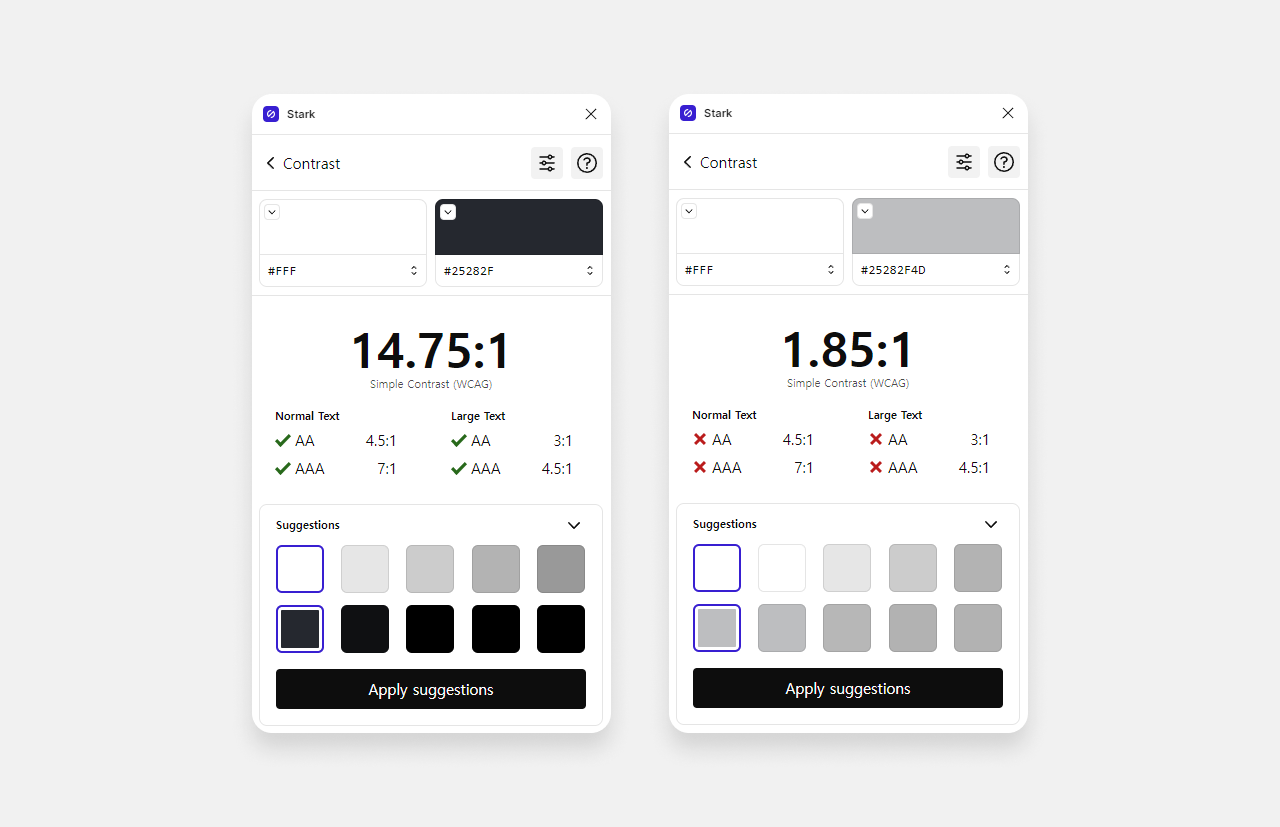 Stark
Contrast
#FFF #25282F
14.75:1
Simple Contrast (WCAG)
Normal Text Large Text
AA 4.5:1 AA 3:1
AAA 7:1 AAA 4.5:1
Suggestions
Apply suggestions
Stark
Contrast
#FFF #25282F4D
1.85:1
Simple Contrast (WCAG)
Normal Text Large Text
AA 4.5:1 AA 3:1
AAA 7:1 AAA 4.5:1
Suggestions
Apply suggestions